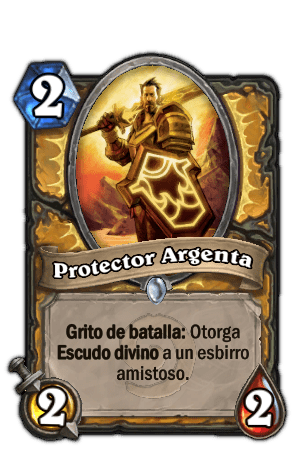 2
Protector Argenta
Grito de batalla: Otorga
Escudo divino a un esbirro
amistoso.
2
2